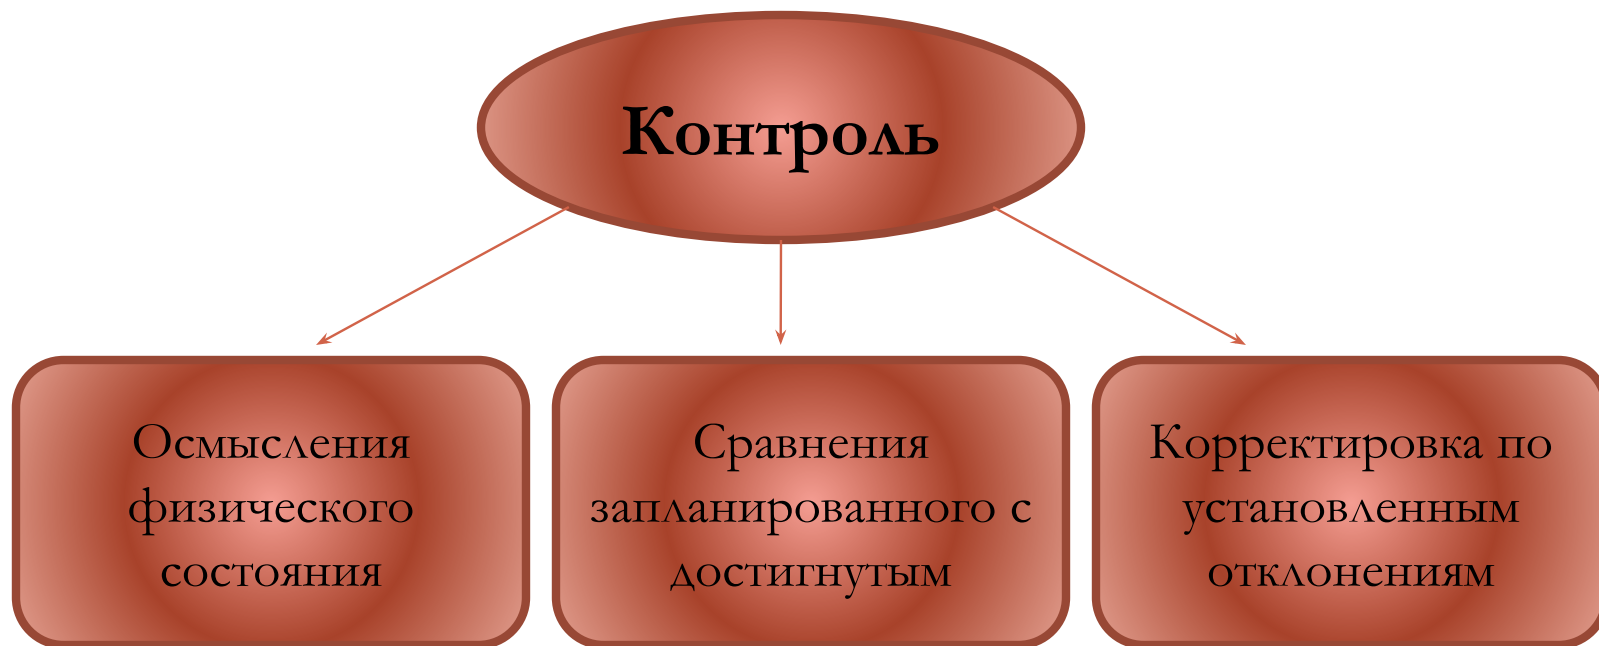 Контроль
Осмысления
физического
состояния
Сравнения
запланированного с
достигнутым
Корректировка по
установленным
отклонениям